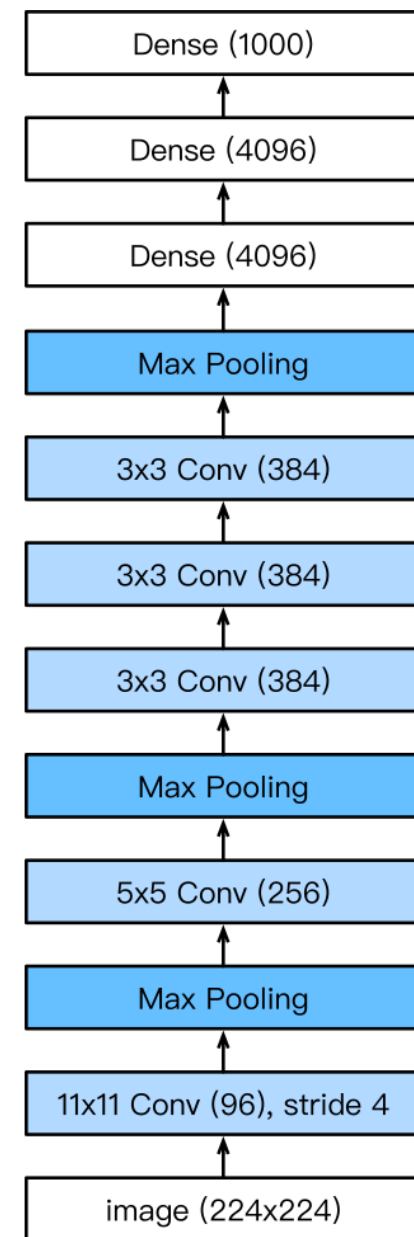 Dense (1000)
Dense (4096)
Dense (4096)
Max Pooling
3x3 Conv (384)
3x3 Conv (384)
3x3 Conv (384)
Max Pooling
5x5 Conv (256)
Max Pooling
11x11 Conv (96), stride 4
image (224x224)